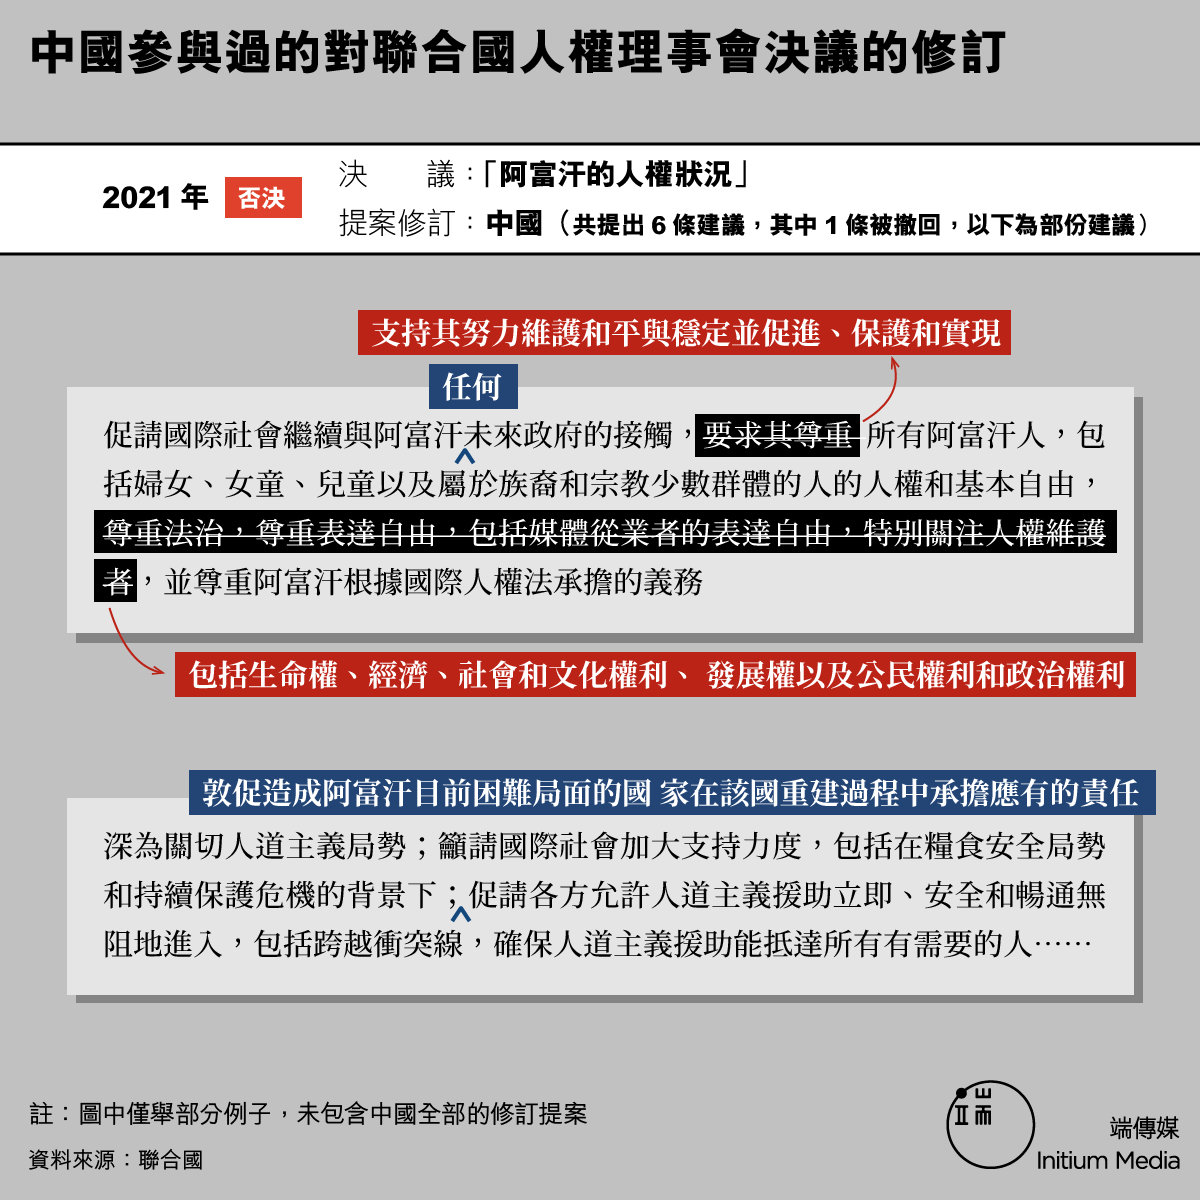 中國參與過的對聯合國人權理事會決議的修訂
2021 年
否決
決　　議：「阿富汗的人權狀況」
提案修訂：中國（共提出 6 條建議，其中 1 條被撤回，以下為部份建議）
支持其努力維護和平與穩定並促進、保護和實現
任何
促請國際社會繼續與阿富汗未來政府的接觸，要求其尊重所有阿富汗人，包
括婦女、女童、兒童以及屬於族裔和宗教少數群體的人的人權和基本自由，
尊重法治，尊重表達自由，包括媒體從業者的表達自由，特別關注人權維護
者，並尊重阿富汗根據國際人權法承擔的義務
包括生命權、經濟、社會和文化權利、 發展權以及公民權利和政治權利
敦促造成阿富汗目前困難局面的國 家在該國重建過程中承擔應有的責任
深為關切人道主義局勢；籲請國際社會加大支持力度，包括在糧食安全局勢
和持續保護危機的背景下；促請各方允許人道主義援助立即、安全和暢通無
阻地進入，包括跨越衝突線，確保人道主義援助能抵達所有有需要的人……
註：圖中僅舉部分例子，未包含中國全部的修訂提案
資料來源：聯合國
端
端傳媒
Initium Media